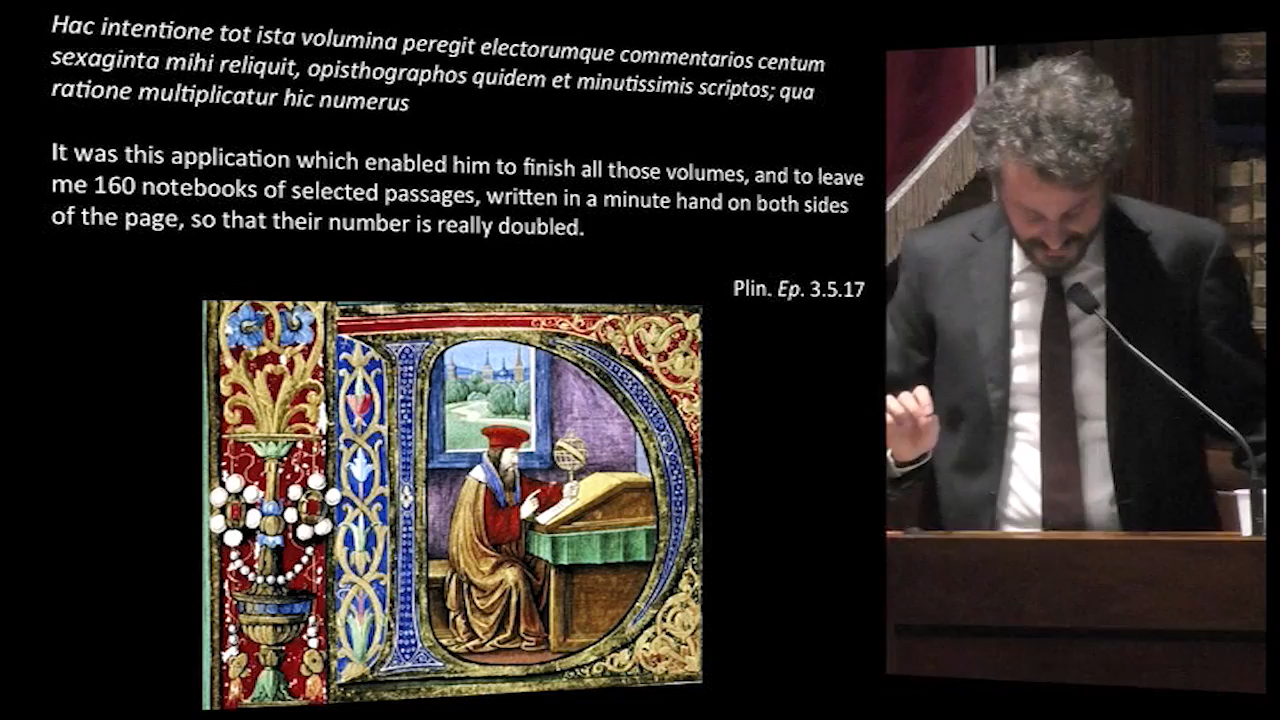 Hac intentione tot ista volumina peregit electorumque commentarios centum
sexaginta mihi reliquit, opisthographos quidem et minutissimis scriptos; qua
ratione multiplicatur hic numerus
It was this application which enabled him to finish all those volumes, and to leave
me 160 notebooks of selected passages, written in a minute hand on both sides
of the page, so that their number is really doubled.
Plin. Ep. 3.5.17